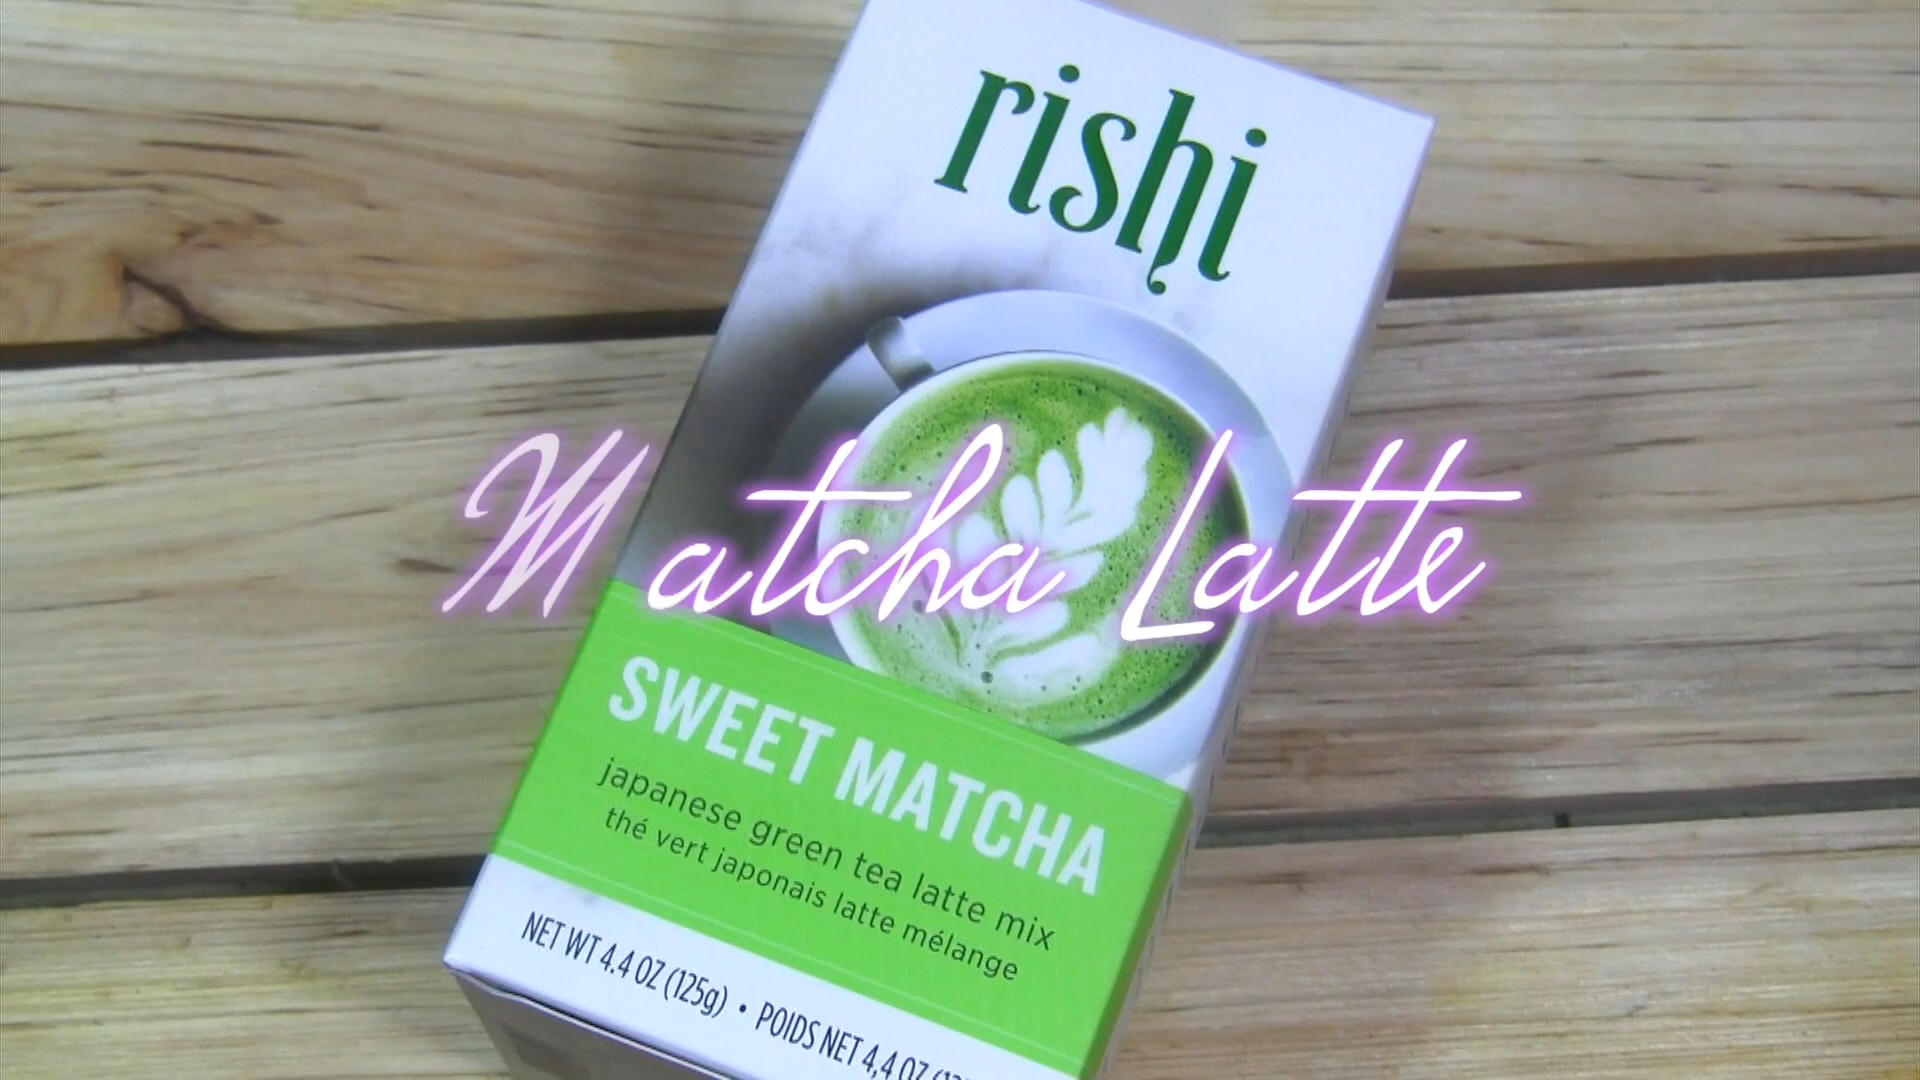 rishi
Matcha Latte
SWEET MATCHA
japanese green tea latte mix
thé vert japonais latte mélange
NET WT 4.4 OZ (125g) • POIDS NET 4,4 OZ